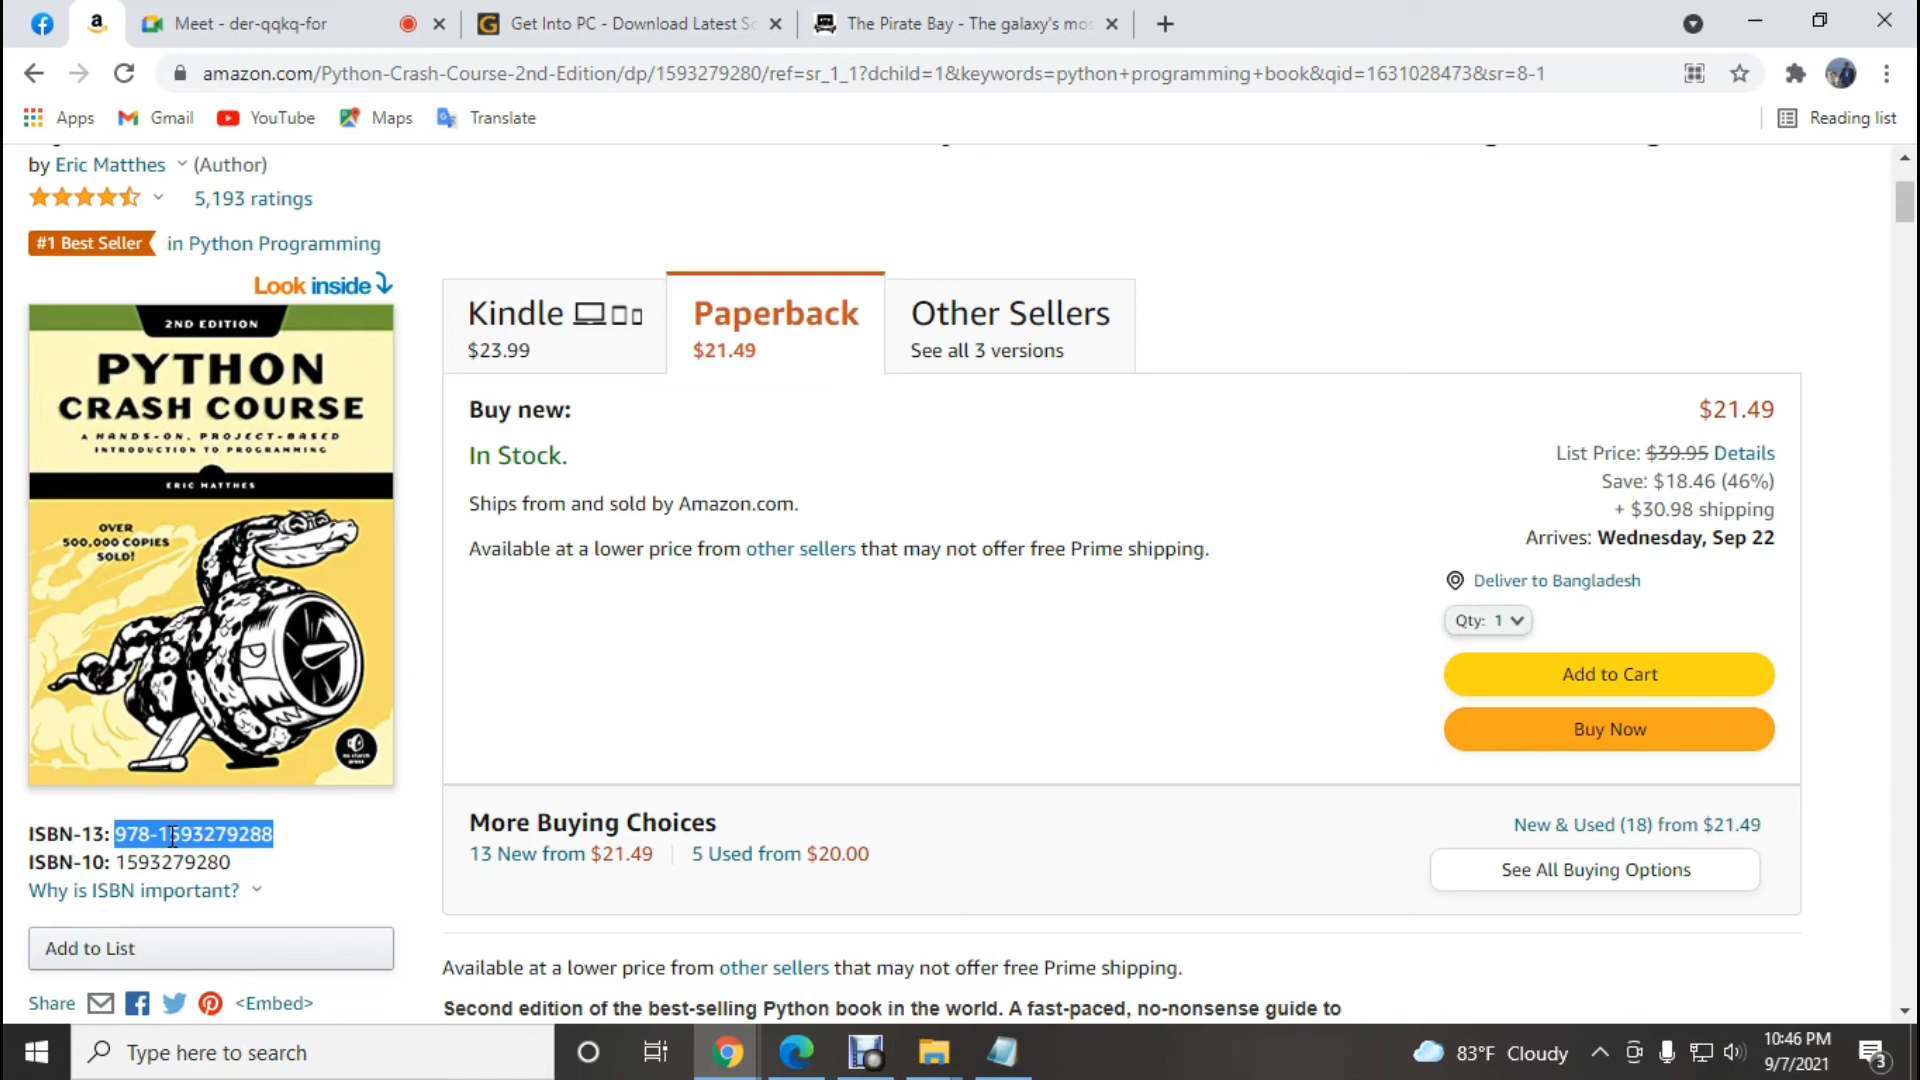 Meet - der-qqkq-for
Get Into PC - Download Latest So
The Pirate Bay - The galaxy's mos
amazon.com/Python-Crash-Course-2nd-Edition/dp/1593279280/ref=sr_1_1?dchild=1&keywords=python+programming+book&qid=1631028473&sr=8-1
Apps
Gmail
YouTube
Maps
Translate
Reading list
by Eric Matthes (Author)
5,193 ratings
#1 Best Seller in Python Programming
Look inside
2ND EDITION
PYTHON
CRASH COURSE
A HANDS-ON, PROJECT-BASED
INTRODUCTION TO PROGRAMMING
ERIC MATTHES
OVER
500,000 COPIES
SOLD!
no starch
press
ISBN-13: 978-1593279288
ISBN-10: 1593279280
Why is ISBN important?
Add to List
Share <Embed>
Kindle
$23.99
Paperback
$21.49
Other Sellers
See all 3 versions
Buy new:
$21.49
In Stock.
List Price: $39.95 Details
Save: $18.46 (46%)
+ $30.98 shipping
Ships from and sold by Amazon.com.
Arrives: Wednesday, Sep 22
Available at a lower price from other sellers that may not offer free Prime shipping.
Deliver to Bangladesh
Qty: 1
Add to Cart
Buy Now
More Buying Choices
13 New from $21.49
5 Used from $20.00
New & Used (18) from $21.49
See All Buying Options
Available at a lower price from other sellers that may not offer free Prime shipping.
Second edition of the best-selling Python book in the world. A fast-paced, no-nonsense guide to
Type here to search
83°F Cloudy
10:46 PM
9/7/2021
3